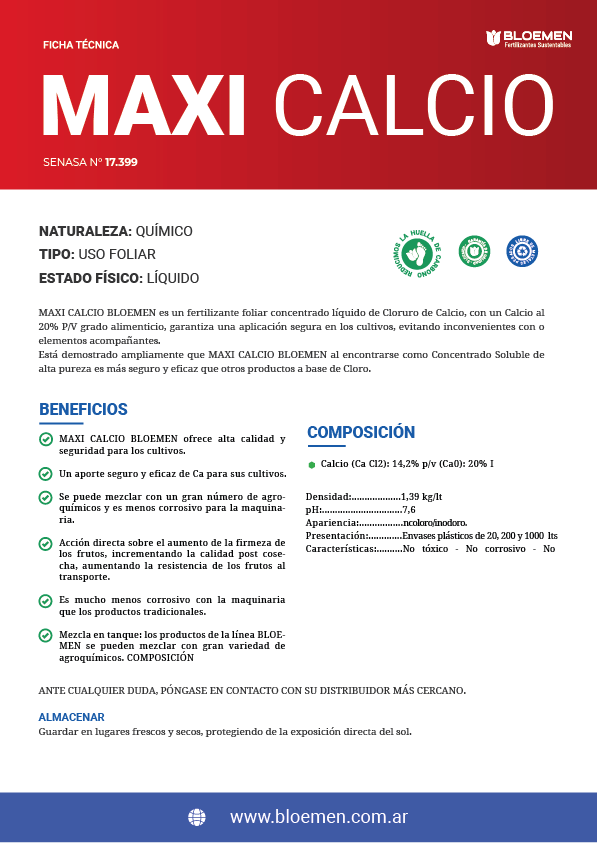 FICHA TÉCNICA
BLOEMEN
Fertilizantes Sustentables
MAXI CALCIO
SENASA Nº 17.399
NATURALEZA: QUÍMICO
TIPO: USO FOLIAR
ESTADO FÍSICO: LÍQUIDO
REDUCIMOS LA HUELLA DE CARBONO
MAXI CALCIO BLOEMEN es un fertilizante foliar concentrado líquido de Cloruro de Calcio, con un Calcio al
20% P/V grado alimenticio, garantiza una aplicación segura en los cultivos, evitando inconvenientes con o
elementos acompañantes.
Está demostrado ampliamente que MAXI CALCIO BLOEMEN al encontrarse como Concentrado Soluble de
alta pureza es más seguro y eficaz que otros productos a base de Cloro.
BENEFICIOS
MAXI CALCIO BLOEMEN ofrece alta calidad y
seguridad para los cultivos.
Un aporte seguro y eficaz de Ca para sus cultivos.
Se puede mezclar con un gran número de agro-
químicos y es menos corrosivo para la maquina-
ria.
Acción directa sobre el aumento de la firmeza de
los frutos, incrementando la calidad post cose-
cha, aumentando la resistencia de los frutos al
transporte.
Es mucho menos corrosivo con la maquinaria
que los productos tradicionales.
Mezcla en tanque: los productos de la línea BLOE-
MEN se pueden mezclar con gran variedad de
agroquímicos. COMPOSICIÓN
COMPOSICIÓN
Calcio (Ca Cl2): 14,2% p/v (Ca0): 20% I
Densidad:...................1,39 kg/lt
pH:...............................7,6
Apariencia:.................ncoloro/inodoro.
Presentación:.............Envases plásticos de 20, 200 y 1000 lts
Características:..........No tóxico - No corrosivo - No
ANTE CUALQUIER DUDA, PÓNGASE EN CONTACTO CON SU DISTRIBUIDOR MÁS CERCANO.
ALMACENAR
Guardar en lugares frescos y secos, protegiendo de la exposición directa del sol.
www.bloemen.com.ar